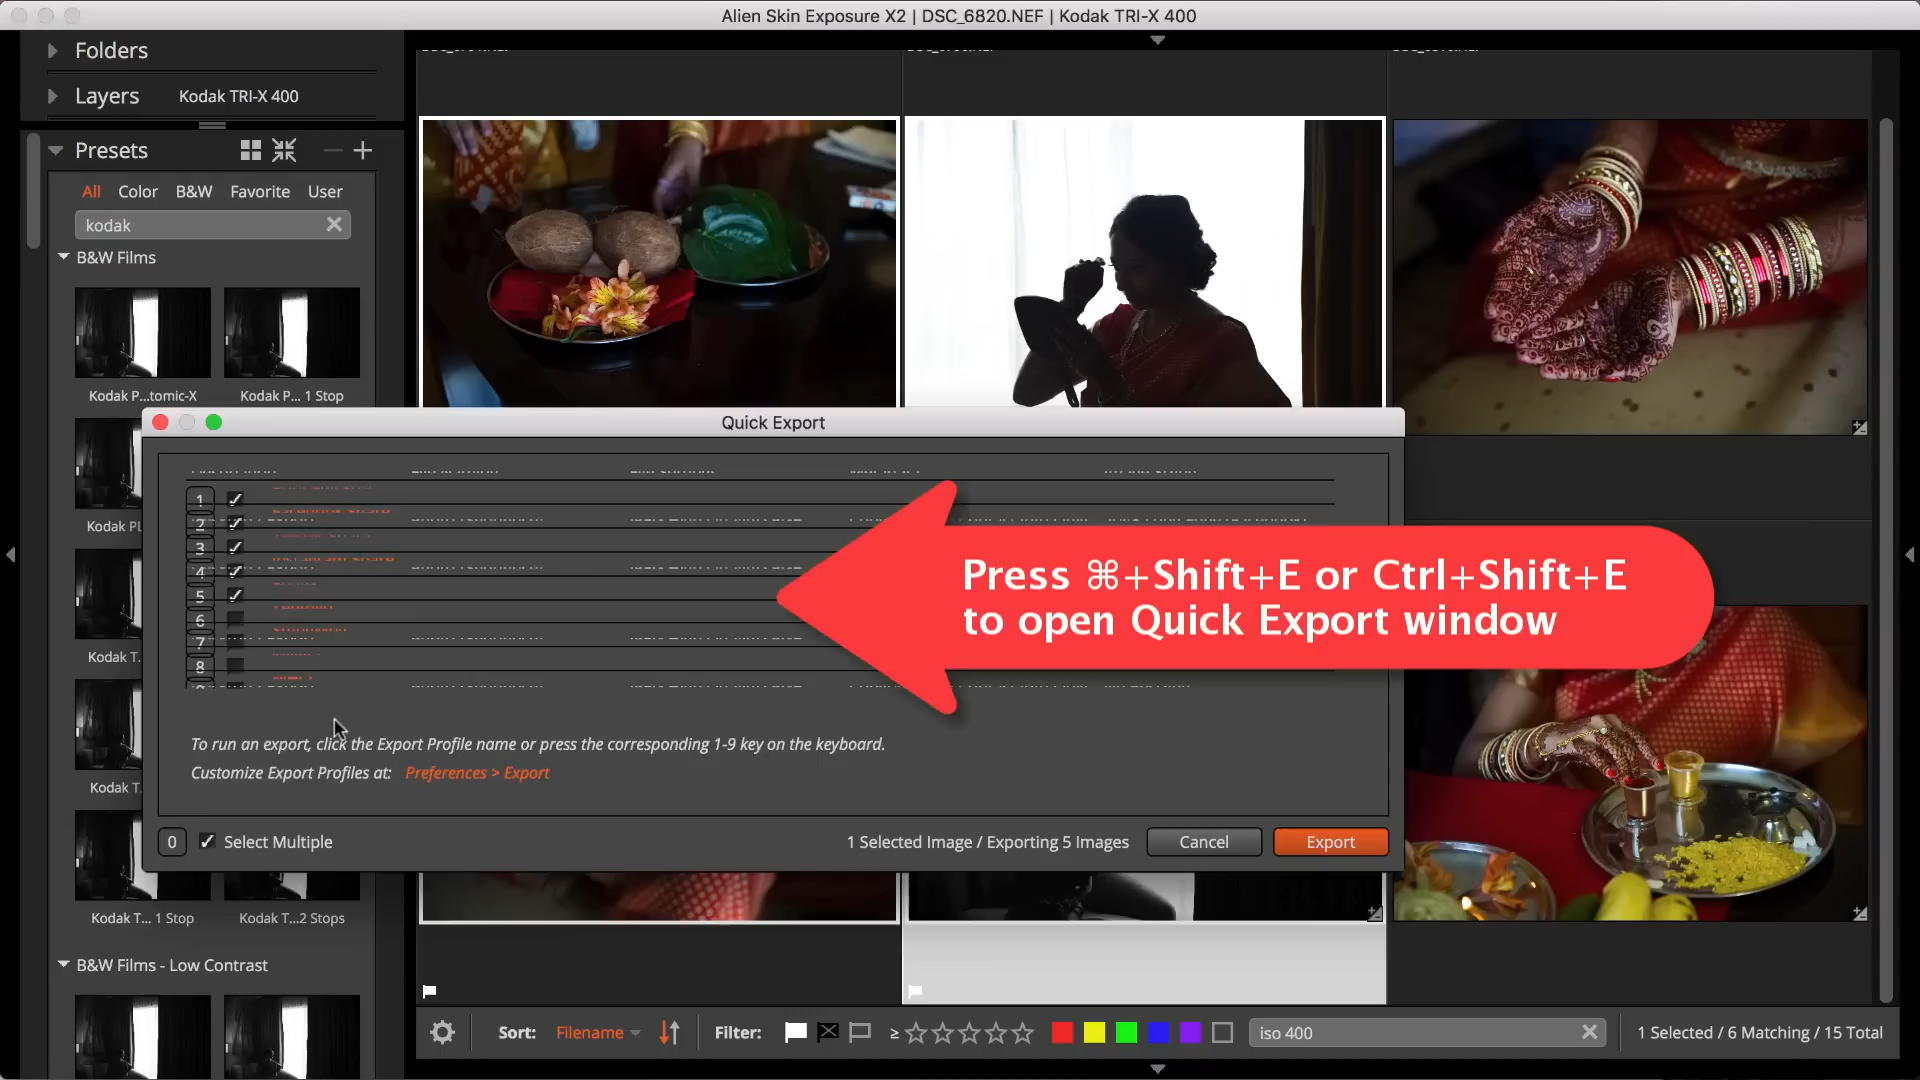 Alien Skin Exposure X2 | DSC_6820.NEF | Kodak TRI-X 400
Folders
Layers Kodak TRI-X 400
Presets
All Color B&W Favorite User
kodak
B&W Films
Kodak P...tomic-X Kodak P... 1 Stop
Quick Export
1
2
3
4
5
6
7
8
Press ⌘+Shift+E or Ctrl+Shift+E
to open Quick Export window
Kodak PL
Kodak T.
Kodak T.
To run an export, click the Export Profile name or press the corresponding 1-9 key on the keyboard.
Customize Export Profiles at: Preferences > Export
0 Select Multiple 1 Selected Image / Exporting 5 Images Cancel Export
Kodak T... 1 Stop Kodak T...2 Stops
B&W Films - Low Contrast
Sort: Filename Filter: ≥ iso 400 1 Selected / 6 Matching / 15 Total